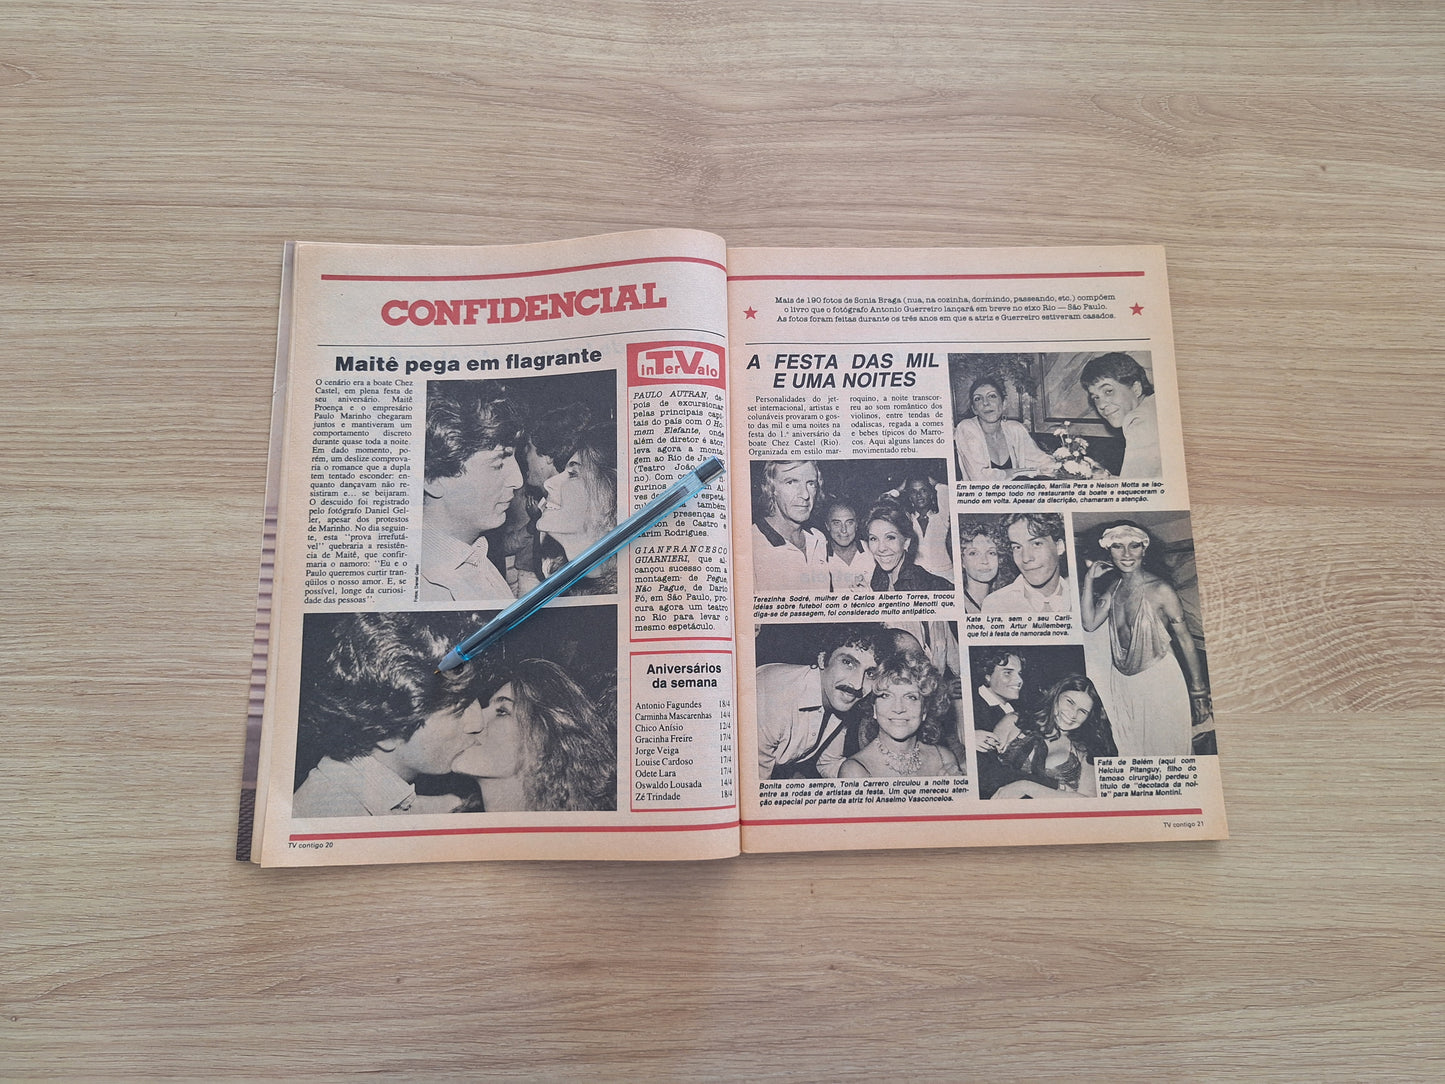 CONFIDENCIAL
Maitê pega em flagrante
O cenário era a boate Chez
Castel, em plena festa de
seu aniversário. Maitê
Proença e o empresário
Paulo Marinho chegaram
juntos e mantiveram um
comportamento discreto
durante quase toda a noite.
Em dado momento, po-
rém, um deslize comprova-
ria o romance que a dupla
tem tentado esconder: en-
quanto dançavam não re-
sistiram e... se beijaram.
O descuido foi registrado
pelo fotógrafo Daniel Gel-
ler, apesar dos protestos
de Marinho. No dia seguin-
te, esta "prova irrefutá-
vel" quebraria a resistên-
cia de Maitê, que confir-
maria o namoro: "Eu e o
Paulo queremos curtir tran-
qüilos o nosso amor. E, se
possível, longe da curiosi-
dade das pessoas".
inTerValo
PAULO AUTRAN, de-
pois de excursionar
pelas principais capi-
tais do país com O Ho-
mem Elefante, onde
além de diretor é ator,
leva agora a monta-
gem ao Rio de Ja
(Teatro João
no). Com
gurinos Al-
ves de o espetá-
também
presenças de
ton de Castro e
arim Rodrigues.
GIANFRANCESCO
GUARNIERI, que al-
cançou sucesso com a
montagem de Pegue,
Não Pague, de Dario
Fó, em São Paulo, pro-
cura agora um teatro
no Rio para levar o
mesmo espetáculo.
Aniversários
da semana
Antonio Fagundes 18/4
Carminha Mascarenhas 14/4
Chico Anísio 12/4
Gracinha Freire 17/4
Jorge Veiga 14/4
Louise Cardoso 17/4
Odete Lara 17/4
Oswaldo Lousada 14/4
Zé Trindade 18/4
TV contigo 20
Mais de 190 fotos de Sonia Braga (nua, na cozinha, dormindo, passeando, etc.) compõem
o livro que o fotógrafo Antonio Guerreiro lançará em breve no eixo Rio — São Paulo.
As fotos foram feitas durante os três anos em que a atriz e Guerreiro estiveram casados.
A FESTA DAS MIL
E UMA NOITES
Personalidades do jet-
set internacional, artistas e
colunáveis provaram o gos-
to das mil e uma noites na
festa do 1.º aniversário da
boate Chez Castel (Rio).
Organizada em estilo mar-
roquino, a noite transcor-
reu ao som romântico dos
violinos, entre tendas de
odaliscas, regada a comes
e bebes típicos do Marro-
cos. Aqui alguns lances do
movimentado rebu.
Em tempo de reconciliação, Marília Pera e Nelson Motta se iso-
laram o tempo todo no restaurante da boate e esqueceram o
mundo em volta. Apesar da discrição, chamaram a atenção.
Terezinha Sodré, mulher de Carlos Alberto Torres, trocou
idéias sobre futebol com o técnico argentino Menotti que,
diga-se de passagem, foi considerado muito antipático.
Kate Lyra, sem o seu Carli-
nhos, com Artur Mullemberg,
que foi à festa de namorada nova.
Bonita como sempre, Tonia Carrero circulou a noite toda
entre as rodas de artistas da festa. Um que mereceu aten-
ção especial por parte da atriz foi Anselmo Vasconcelos.
Fafá de Belém (aqui com
Helcius Pitanguy, filho do
famoso cirurgião) perdeu o
título de "decotada da noi-
te" para Marina Montini.
TV contigo 21